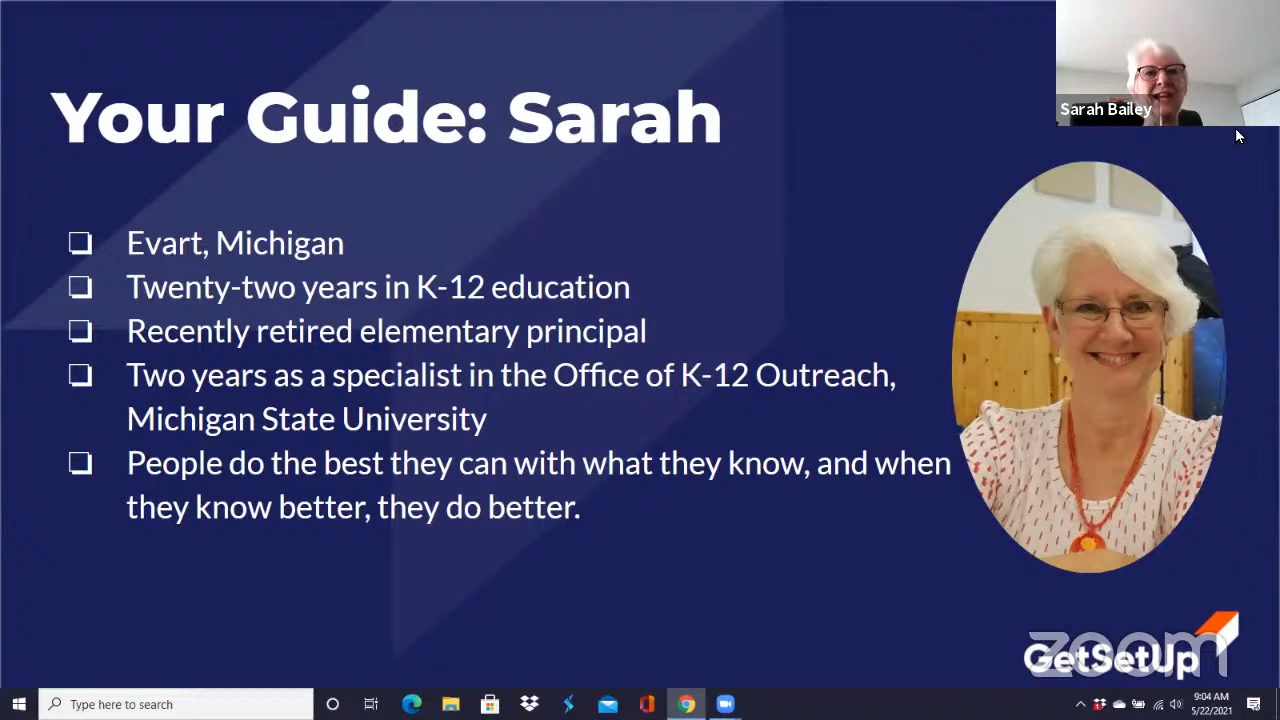 Your Guide: Sarah
Sarah Bailey
Evart, Michigan
Twenty-two years in K-12 education
Recently retired elementary principal
Two years as a specialist in the Office of K-12 Outreach,
Michigan State University
People do the best they can with what they know, and when
they know better, they do better.
zoom
GetSetUp
Type here to search
9:04 AM
5/22/2021